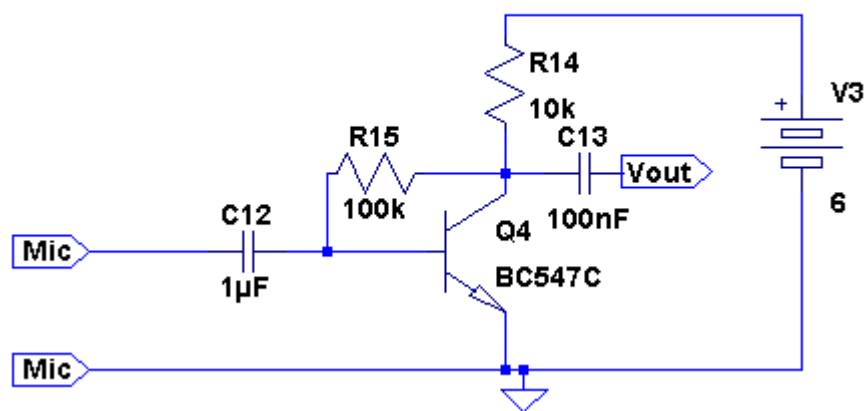 R14
10k
V3
+
R15
100k
C13
100nF
Vout
C12
1µF
Q4
BC547C
6
Mic
Mic